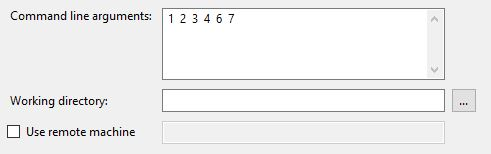 Command line arguments:
1 2 3 4 6 7
Working directory:
...
Use remote machine